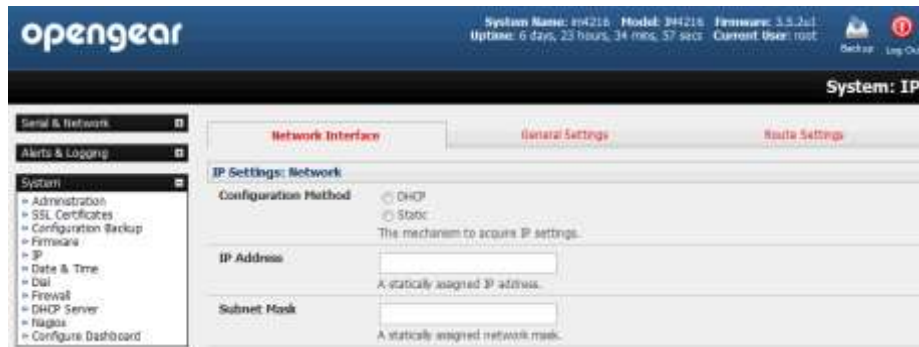 opengear
System Name: im4216 Model: IM4216 Firmware: 3.5.2u1
Uptime: 6 days, 23 hours, 34 mins, 57 secs Current User: root
Backup
Log Ou
System: IP
Serial & Network
Alerts & Logging
System
Administration
SSL Certificates
Configuration Backup
Firmware
IP
Date & Time
Dial
Firewall
DHCP Server
Nagios
Configure Dashboard
Network Interface
General Settings
Route Settings
IP Settings: Network
Configuration Method
DHCP
Static
The mechanism to acquire IP settings.
IP Address
A statically assigned IP address.
Subnet Mask
A statically assigned network mask.